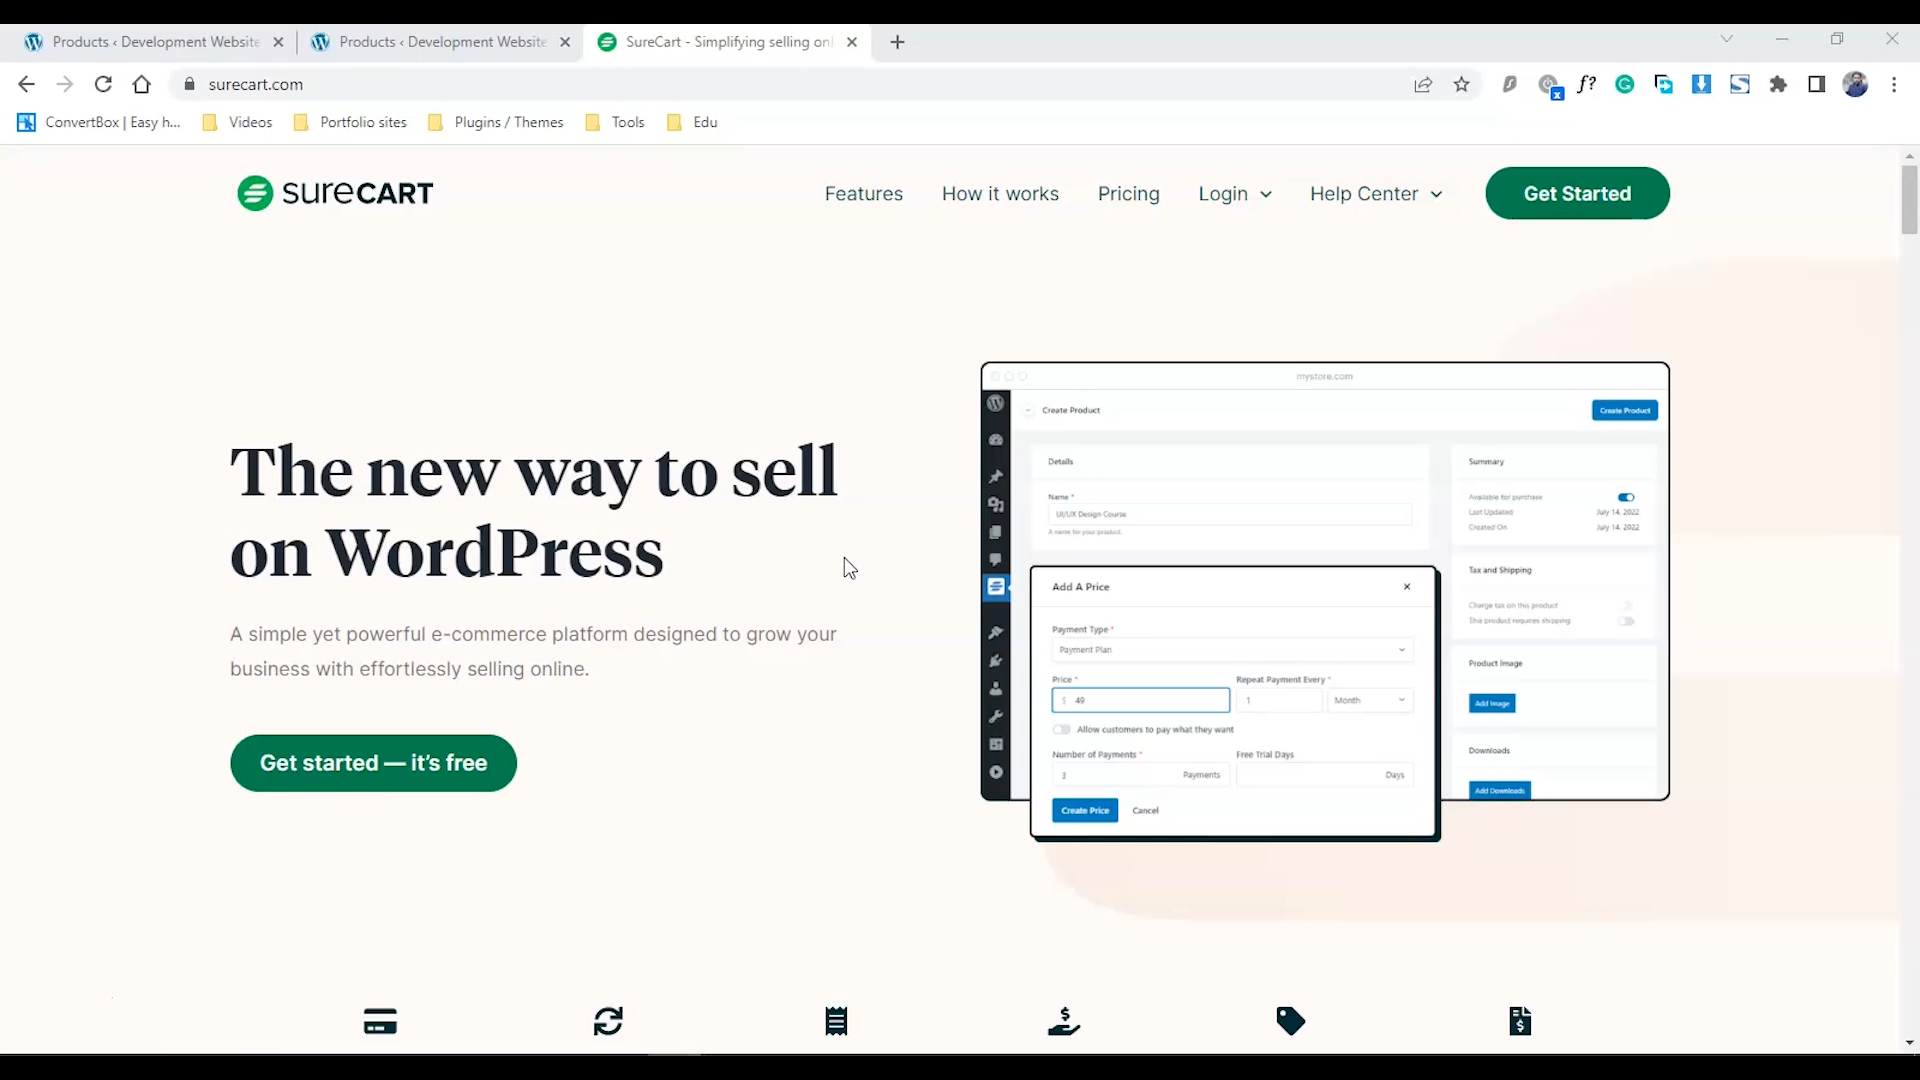 Products ‹ Development Website
Products ‹ Development Website
SureCart - Simplifying selling onl
surecart.com
ConvertBox | Easy h...
Videos
Portfolio sites
Plugins / Themes
Tools
Edu
sureCART
Features
How it works
Pricing
Login
Help Center
Get Started
The new way to sell
on WordPress
A simple yet powerful e-commerce platform designed to grow your
business with effortlessly selling online.
Get started — it's free
mystore.com
Create Product
Create Product
Details
Name *
UI/UX Design Course
A name for your product.
Summary
Available for purchase
Last Updated July 14, 2022
Created On July 14, 2022
Tax and Shipping
Charge tax on this product
This product requires shipping
Product Image
Add Image
Downloads
Add Downloads
Add A Price
Payment Type *
Payment Plan
Price * Repeat Payment Every *
$ 49 1 Month
Allow customers to pay what they want
Number of Payments * Free Trial Days
3 Payments Days
Create Price Cancel